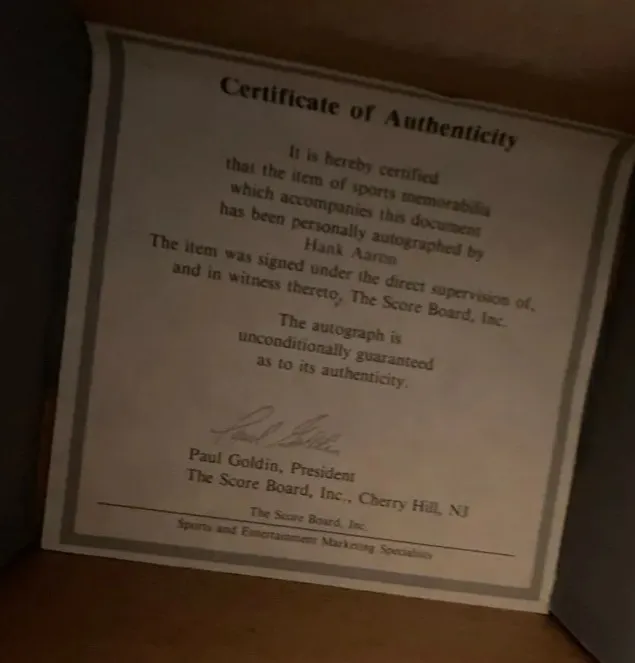 Certificate of Authenticity
It is hereby certified
that the item of sports memorabilia
which accompanies this document
has been personally autographed by
Hank Aaron
The item was signed under the direct supervision of,
and in witness thereto, The Score Board, Inc.
The autograph is
unconditionally guaranteed
as to its authenticity.
Paul Goldin
Paul Goldin, President
The Score Board, Inc., Cherry Hill, NJ
The Score Board, Inc.
Sports and Entertainment Marketing Specialists